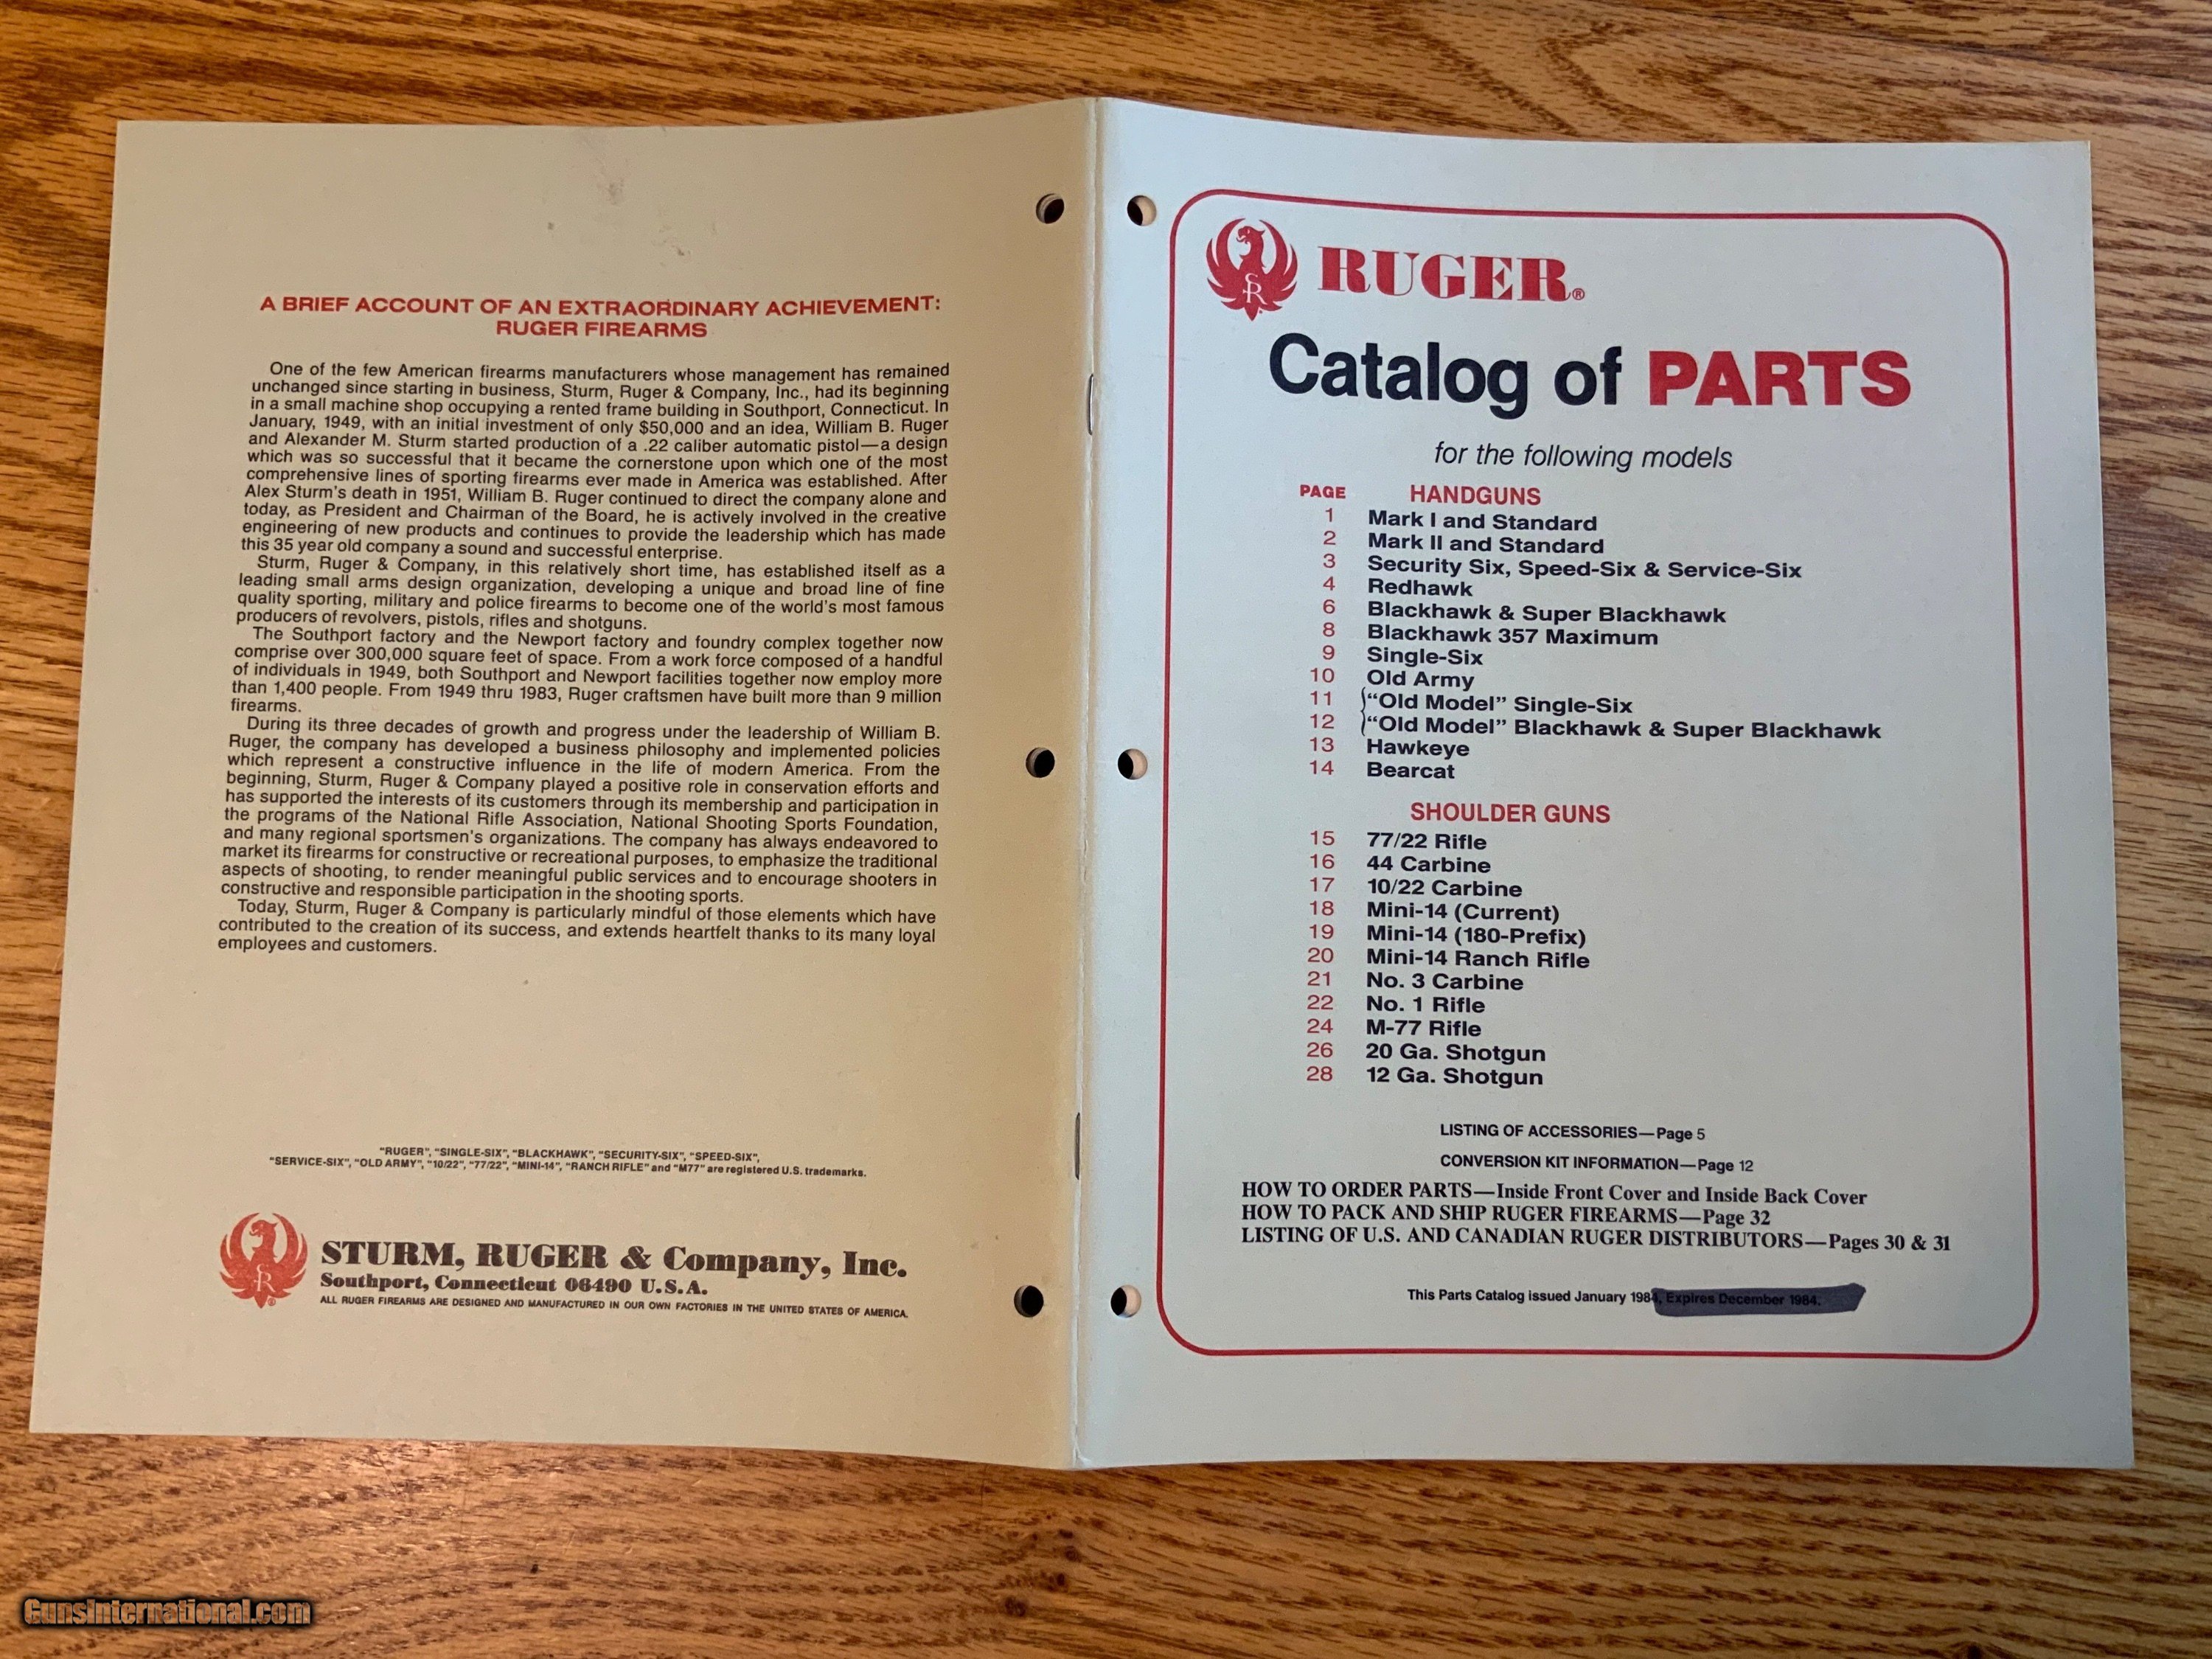 A BRIEF ACCOUNT OF AN EXTRAORDINARY ACHIEVEMENT:
RUGER FIREARMS
One of the few American firearms manufacturers whose management has remained
unchanged since starting in business, Sturm, Ruger & Company, Inc., had its beginning
in a small machine shop occupying a rented frame building in Southport, Connecticut. In
January, 1949, with an initial investment of only $50,000 and an idea, William B. Ruger
and Alexander M. Sturm started production of a .22 caliber automatic pistol—a design
which was so successful that it became the cornerstone upon which one of the most
comprehensive lines of sporting firearms ever made in America was established. After
Alex Sturm's death in 1951, William B. Ruger continued to direct the company alone and
today, as President and Chairman of the Board, he is actively involved in the creative
engineering of new products and continues to provide the leadership which has made
this 35 year old company a sound and successful enterprise.
Sturm, Ruger & Company, in this relatively short time, has established itself as a
leading small arms design organization, developing a unique and broad line of fine
quality sporting, military and police firearms to become one of the world's most famous
producers of revolvers, pistols, rifles and shotguns.
The Southport factory and the Newport factory and foundry complex together now
comprise over 300,000 square feet of space. From a work force composed of a handful
of individuals in 1949, both Southport and Newport facilities together now employ more
than 1,400 people. From 1949 thru 1983, Ruger craftsmen have built more than 9 million
firearms.
During its three decades of growth and progress under the leadership of William B.
Ruger, the company has developed a business philosophy and implemented policies
which represent a constructive influence in the life of modern America. From the
beginning, Sturm, Ruger & Company played a positive role in conservation efforts and
has supported the interests of its customers through its membership and participation in
the programs of the National Rifle Association, National Shooting Sports Foundation,
and many regional sportsmen's organizations. The company has always endeavored to
market its firearms for constructive or recreational purposes, to emphasize the traditional
aspects of shooting, to render meaningful public services and to encourage shooters in
constructive and responsible participation in the shooting sports.
Today, Sturm, Ruger & Company is particularly mindful of those elements which have
contributed to the creation of its success, and extends heartfelt thanks to its many loyal
employees and customers.
"RUGER", "SINGLE-SIX", "BLACKHAWK", "SECURITY-SIX", "SPEED-SIX",
"SERVICE-SIX", "OLD ARMY", "10/22", "77/22", "MINI-14", "RANCH RIFLE" and "M77" are registered U.S. trademarks.
STURM, RUGER & Company, Inc.
Southport, Connecticut 06490 U.S.A.
ALL RUGER FIREARMS ARE DESIGNED AND MANUFACTURED IN OUR OWN FACTORIES IN THE UNITED STATES OF AMERICA.
RUGER®
Catalog of PARTS
for the following models
PAGE HANDGUNS
1 Mark I and Standard
2 Mark II and Standard
3 Security Six, Speed-Six & Service-Six
4 Redhawk
6 Blackhawk & Super Blackhawk
8 Blackhawk 357 Maximum
9 Single-Six
10 Old Army
11 "Old Model" Single-Six
12 "Old Model" Blackhawk & Super Blackhawk
13 Hawkeye
14 Bearcat
SHOULDER GUNS
15 77/22 Rifle
16 44 Carbine
17 10/22 Carbine
18 Mini-14 (Current)
19 Mini-14 (180-Prefix)
20 Mini-14 Ranch Rifle
21 No. 3 Carbine
22 No. 1 Rifle
24 M-77 Rifle
26 20 Ga. Shotgun
28 12 Ga. Shotgun
LISTING OF ACCESSORIES—Page 5
CONVERSION KIT INFORMATION—Page 12
HOW TO ORDER PARTS—Inside Front Cover and Inside Back Cover
HOW TO PACK AND SHIP RUGER FIREARMS—Page 32
LISTING OF U.S. AND CANADIAN RUGER DISTRIBUTORS—Pages 30 & 31
This Parts Catalog issued January 1984, Expires December 1984.
GunsInternational.com